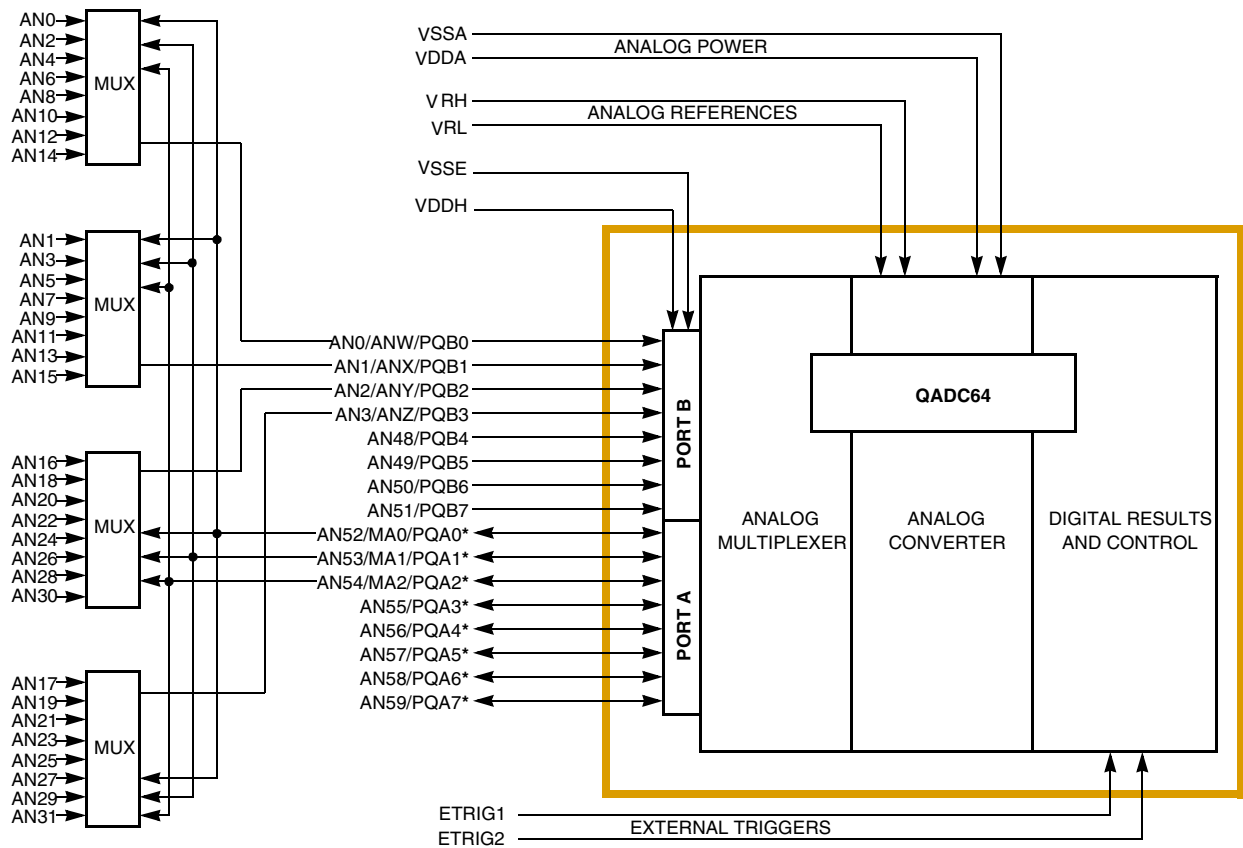 AN0
AN2
AN4
AN6
AN8
AN10
AN12
AN14
MUX
AN1
AN3
AN5
AN7
AN9
AN11
AN13
AN15
MUX
AN16
AN18
AN20
AN22
AN24
AN26
AN28
AN30
MUX
AN17
AN19
AN21
AN23
AN25
AN27
AN29
AN31
MUX
VSSA
ANALOG POWER
VDDA
VRH
ANALOG REFERENCES
VRL
VSSE
VDDH
AN0/ANW/PQB0
AN1/ANX/PQB1
AN2/ANY/PQB2
AN3/ANZ/PQB3
AN48/PQB4
AN49/PQB5
AN50/PQB6
AN51/PQB7
AN52/MA0/PQA0*
AN53/MA1/PQA1*
AN54/MA2/PQA2*
AN55/PQA3*
AN56/PQA4*
AN57/PQA5*
AN58/PQA6*
AN59/PQA7*
PORT B
PORT A
QADC64
ANALOG
MULTIPLEXER
ANALOG
CONVERTER
DIGITAL RESULTS
AND CONTROL
ETRIG1
EXTERNAL TRIGGERS
ETRIG2